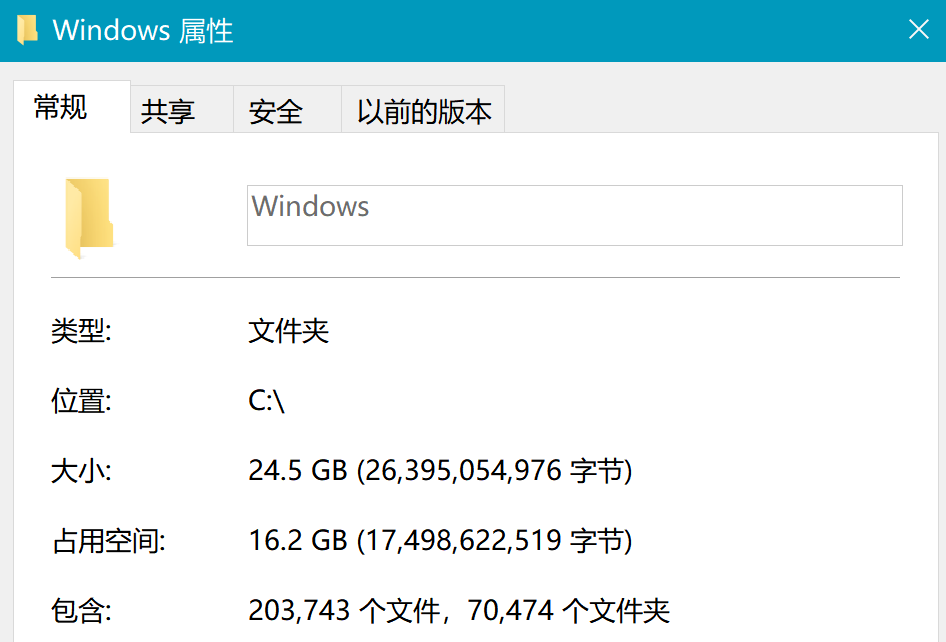 Windows 属性
常规 共享 安全 以前的版本
Windows
类型: 文件夹
位置: C:\
大小: 24.5 GB (26,395,054,976 字节)
占用空间: 16.2 GB (17,498,622,519 字节)
包含: 203,743 个文件，70,474 个文件夹